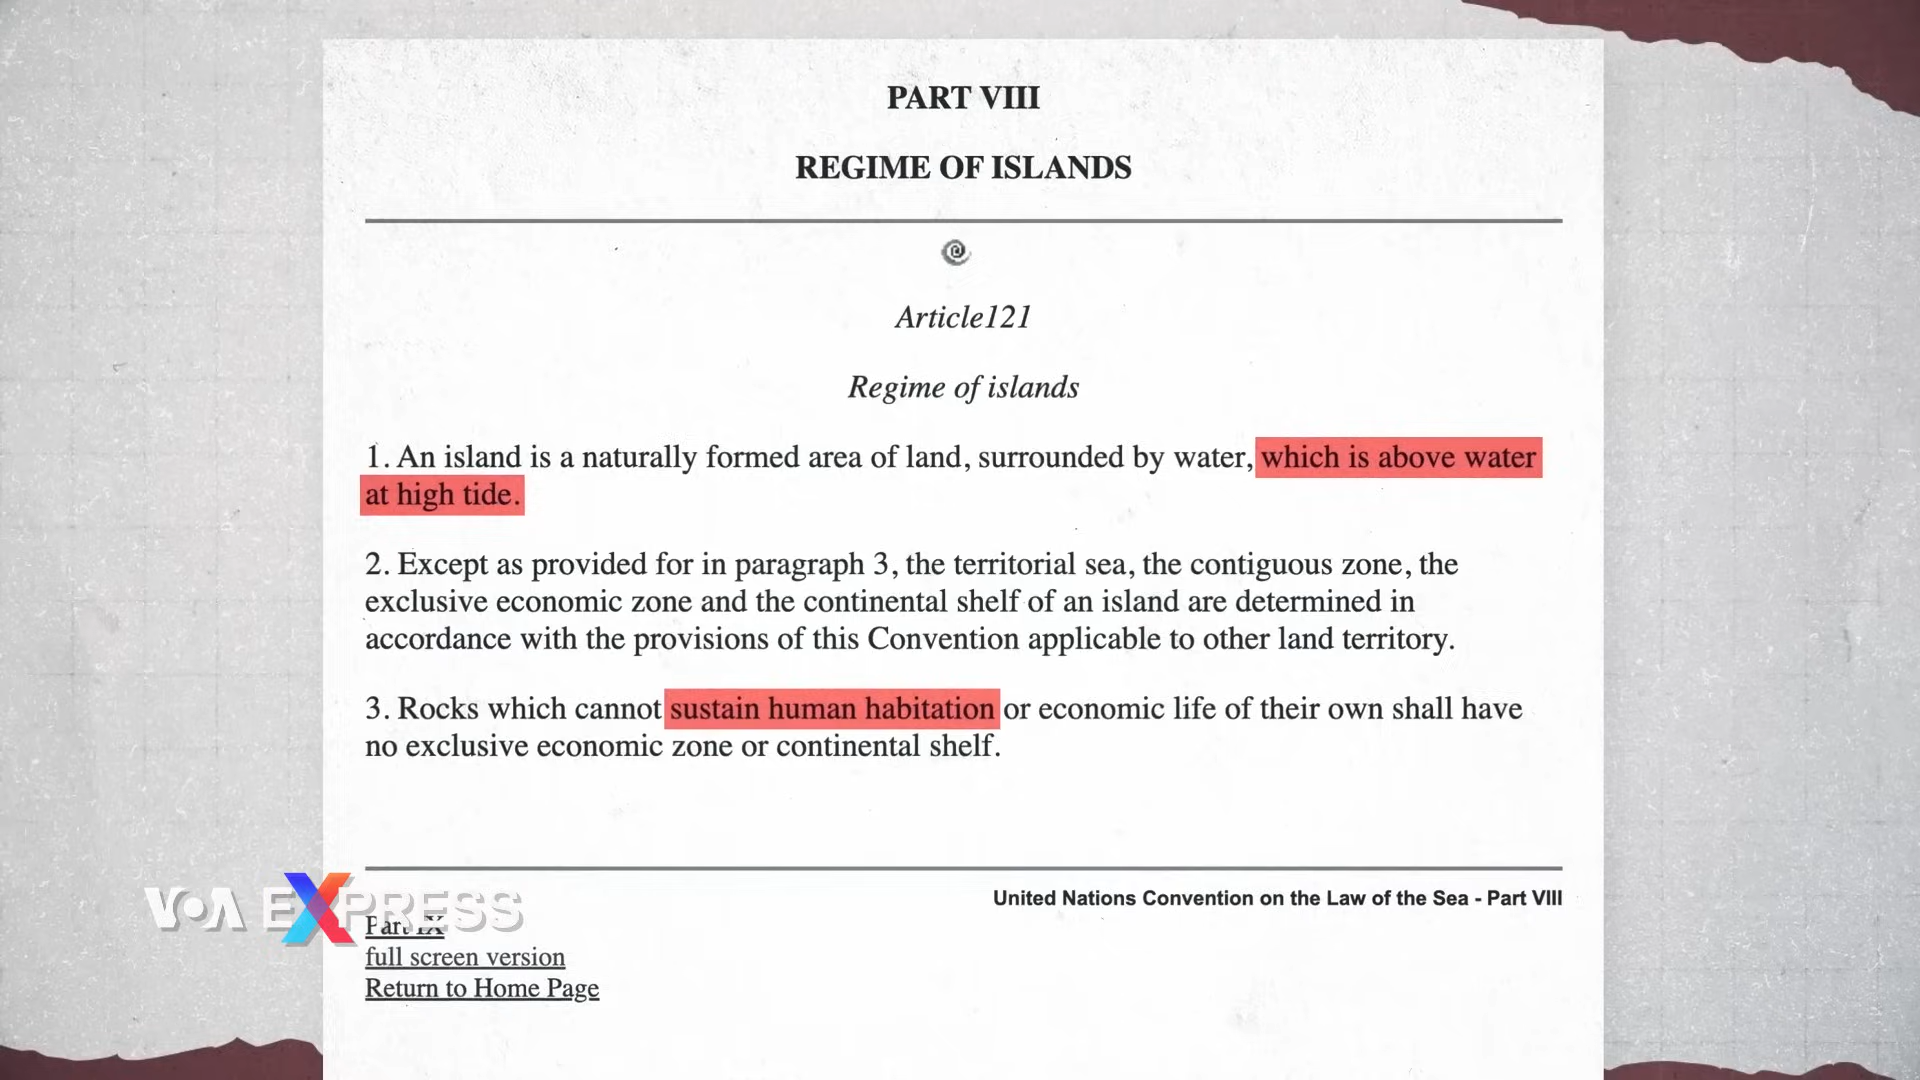 PART VIII
REGIME OF ISLANDS
Article121
Regime of islands
1. An island is a naturally formed area of land, surrounded by water, which is above water
at high tide.
2. Except as provided for in paragraph 3, the territorial sea, the contiguous zone, the
exclusive economic zone and the continental shelf of an island are determined in
accordance with the provisions of this Convention applicable to other land territory.
3. Rocks which cannot sustain human habitation or economic life of their own shall have
no exclusive economic zone or continental shelf.
United Nations Convention on the Law of the Sea - Part VIII
VOA EXPRESS
Part IX
full screen version
Return to Home Page